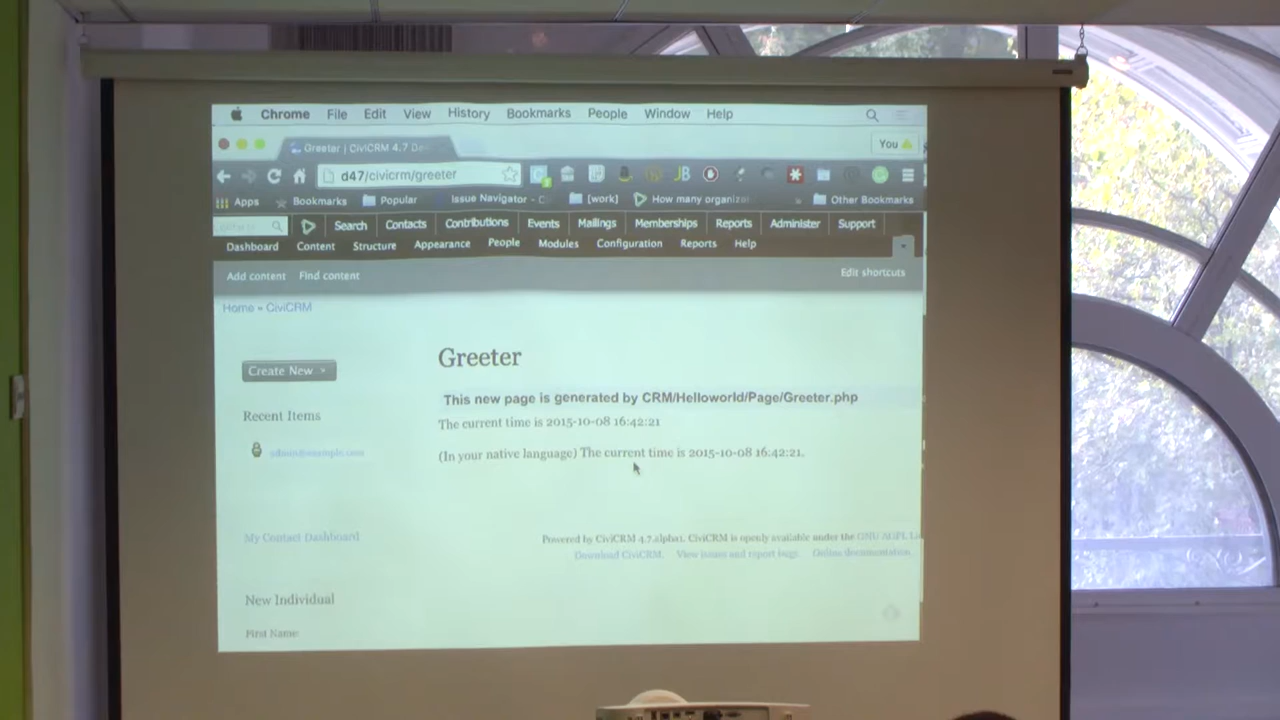 Chrome File Edit View History Bookmarks People Window Help
Greeter | CiviCRM 4.7 De
You
d47/civicrm/greeter
JB
Apps Bookmarks Popular Issue Navigator - C [work] How many organiz » Other Bookmarks
Search Contacts Contributions Events Mailings Memberships Reports Administer Support
Dashboard Content Structure Appearance People Modules Configuration Reports Help
Add content Find content Edit shortcuts
Home » CiviCRM
Greeter
Create New >
This new page is generated by CRM/Helloworld/Page/Greeter.php
Recent Items
The current time is 2015-10-08 16:42:21
admin@example.com
(In your native language) The current time is 2015-10-08 16:42:21.
My Contact Dashboard
Powered by CiviCRM 4.7.alpha1. CiviCRM is openly available under the GNU AGPL Li
Download CiviCRM. View issues and report bugs. Online documentation.
New Individual
First Name